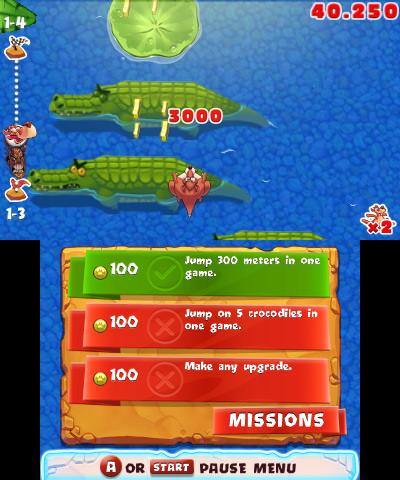 1-4
40.250
3000
1-3
×2
100
Jump 300 meters in one
game.
100
Jump on 5 crocodiles in
one game.
100
Make any upgrade.
MISSIONS
A OR START PAUSE MENU